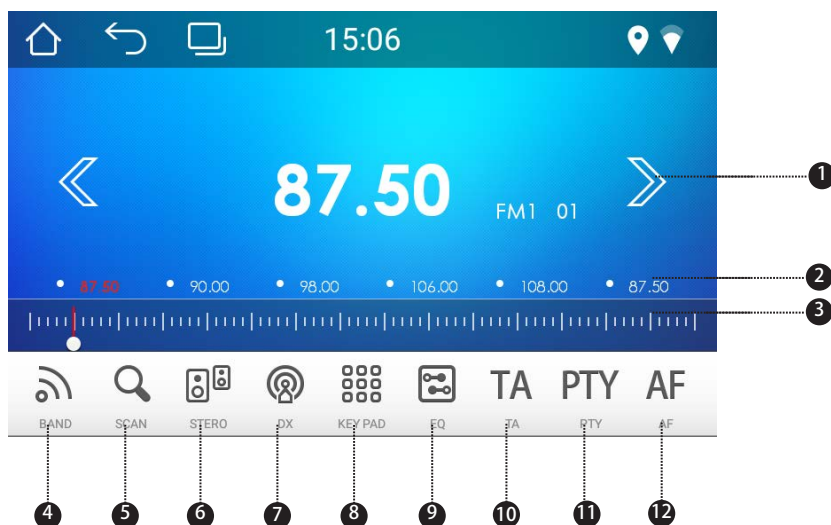 15:06
1
87.50
FM1 01
2
87.50 90.00 98.00 106.00 108.00 87.50
3
TA PTY AF
BAND SCAN STERO DX KEY PAD EQ TA PTY AF
4 5 6 7 8 9 10 11 12